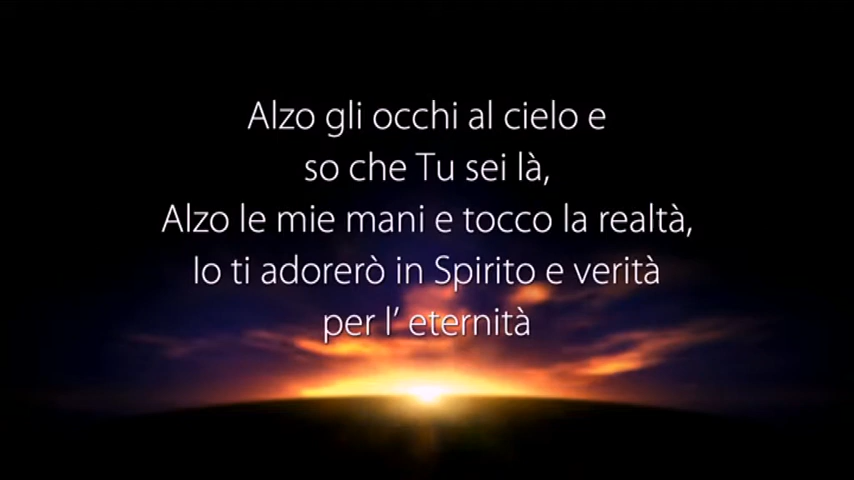 Alzo gli occhi al cielo e
so che Tu sei là,
Alzo le mie mani e tocco la realtà,
Io ti adorerò in Spirito e verità
per l’ eternità